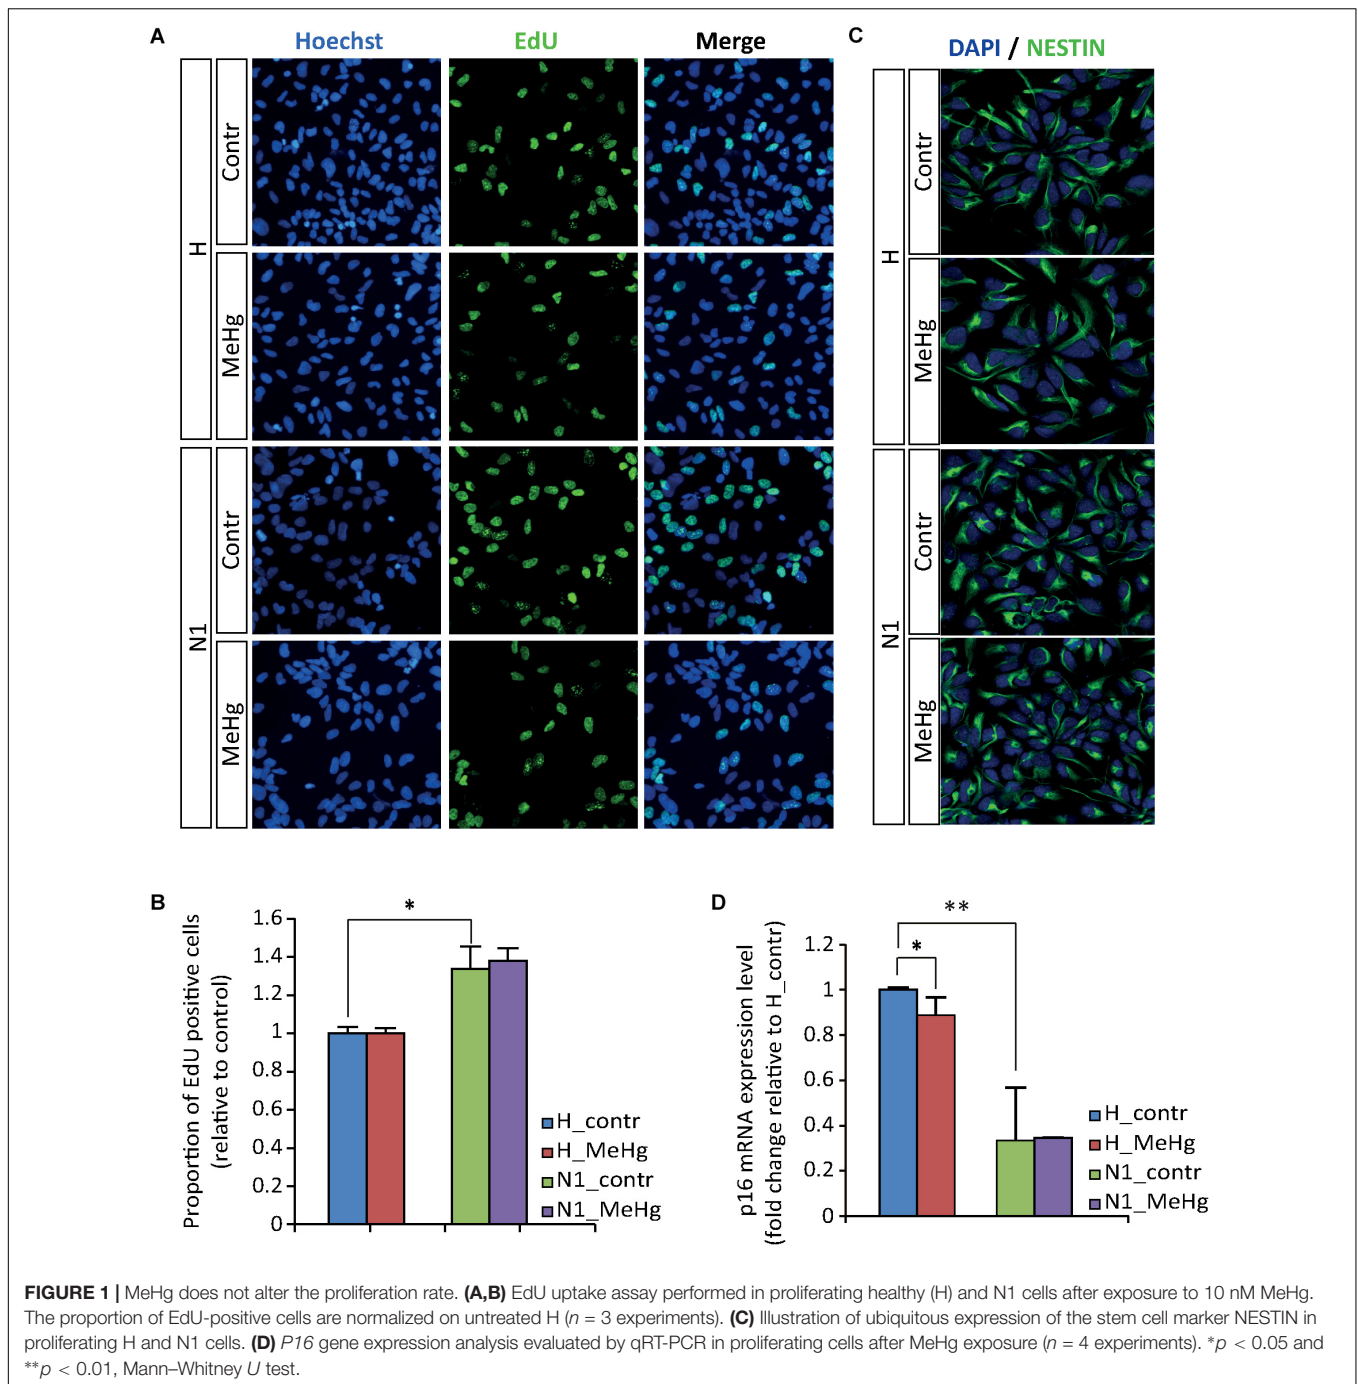 A
Hoechst
EdU
Merge
C
DAPI / NESTIN
H
Contr
MeHg
N1
Contr
MeHg
H
Contr
MeHg
N1
Contr
MeHg
B
Proportion of EdU positive cells
(relative to control)
1.6
1.4
1.2
1
0.8
0.6
0.4
0.2
0
*
H_contr
H_MeHg
N1_contr
N1_MeHg
D
p16 mRNA expression level
(fold change relative to H_contr)
1.2
1
0.8
0.6
0.4
0.2
0
**
*
H_contr
H_MeHg
N1_contr
N1_MeHg
FIGURE 1 | MeHg does not alter the proliferation rate. (A,B) EdU uptake assay performed in proliferating healthy (H) and N1 cells after exposure to 10 nM MeHg.
The proportion of EdU-positive cells are normalized on untreated H (n = 3 experiments). (C) Illustration of ubiquitous expression of the stem cell marker NESTIN in
proliferating H and N1 cells. (D) P16 gene expression analysis evaluated by qRT-PCR in proliferating cells after MeHg exposure (n = 4 experiments). *p < 0.05 and
**p < 0.01, Mann–Whitney U test.